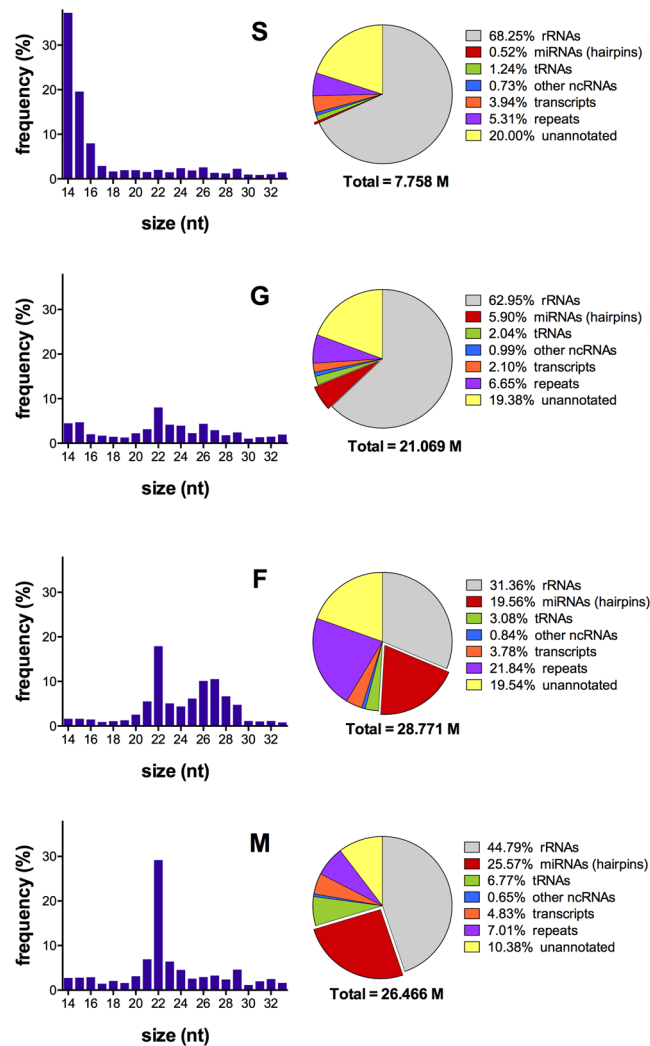 S
frequency (%)
30
20
10
0
14 16 18 20 22 24 26 28 30 32
size (nt)
68.25% rRNAs
0.52% miRNAs (hairpins)
1.24% tRNAs
0.73% other ncRNAs
3.94% transcripts
5.31% repeats
20.00% unannotated
Total = 7.758 M
G
frequency (%)
30
20
10
0
14 16 18 20 22 24 26 28 30 32
size (nt)
62.95% rRNAs
5.90% miRNAs (hairpins)
2.04% tRNAs
0.99% other ncRNAs
2.10% transcripts
6.65% repeats
19.38% unannotated
Total = 21.069 M
F
frequency (%)
30
20
10
0
14 16 18 20 22 24 26 28 30 32
size (nt)
31.36% rRNAs
19.56% miRNAs (hairpins)
3.08% tRNAs
0.84% other ncRNAs
3.78% transcripts
21.84% repeats
19.54% unannotated
Total = 28.771 M
M
frequency (%)
30
20
10
0
14 16 18 20 22 24 26 28 30 32
size (nt)
44.79% rRNAs
25.57% miRNAs (hairpins)
6.77% tRNAs
0.65% other ncRNAs
4.83% transcripts
7.01% repeats
10.38% unannotated
Total = 26.466 M